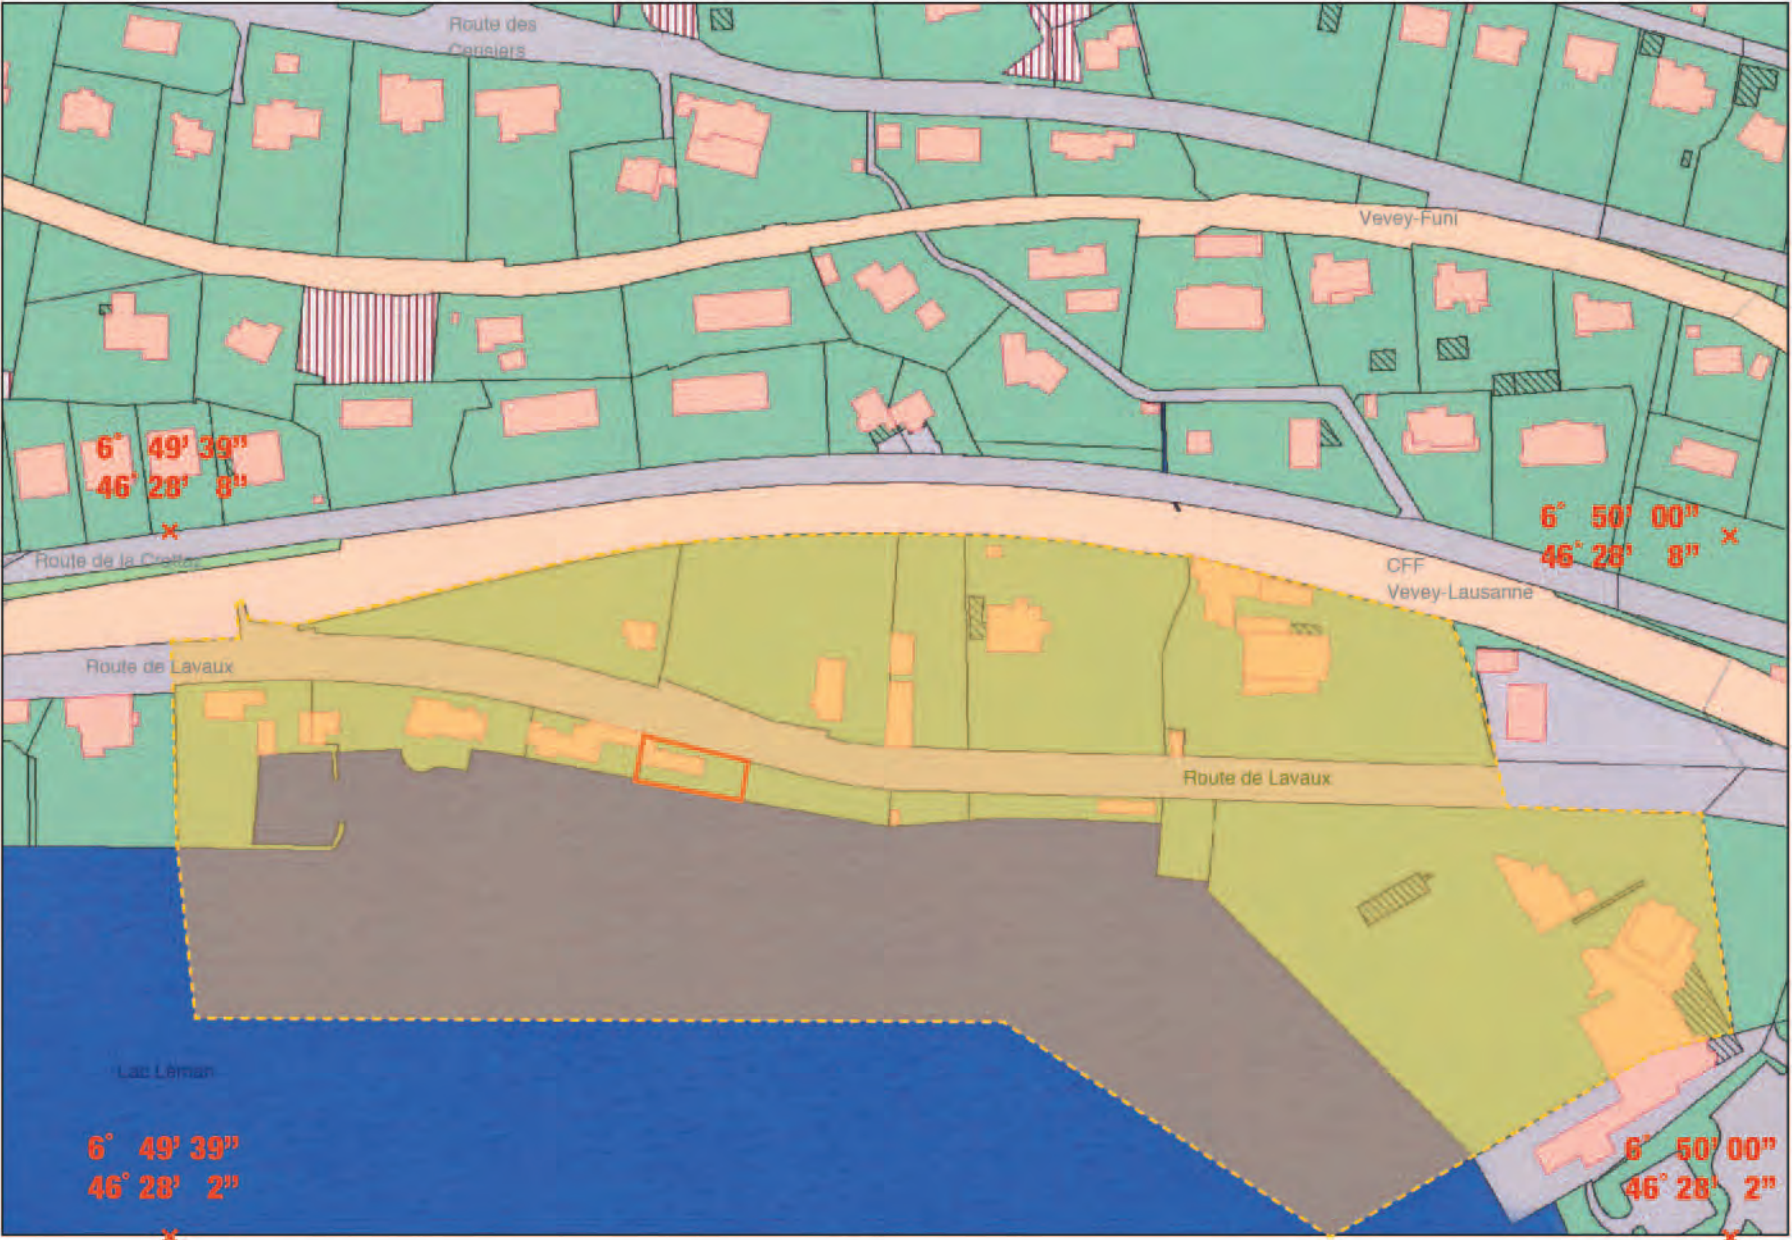 Route des
Cerisiers
Vevey-Funi
6° 49' 39"
46° 28' 8"
6° 50' 00"
46° 28' 8"
Route de la Crottaz
CFF
Vevey-Lausanne
Route de Lavaux
Route de Lavaux
Lac Léman
6° 49' 39"
46° 28' 2"
6° 50' 00"
46° 28' 2"